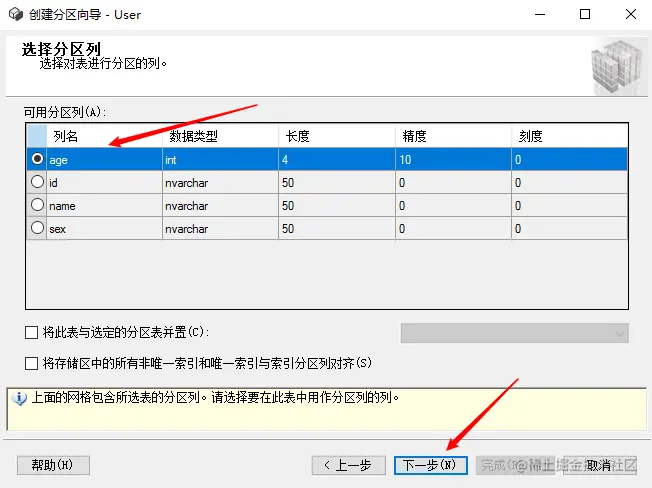 创建分区向导 - User
选择分区列
选择对表进行分区的列。
可用分区列(A):
列名 数据类型 长度 精度 刻度
age int 4 10 0
id nvarchar 50 0 0
name nvarchar 50 0 0
sex nvarchar 50 0 0
将此表与选定的分区表并置(C):
将存储区中的所有非唯一索引和唯一索引与索引分区列对齐(S)
上面的网格包含所选表的分区列。请选择要在此表中用作分区列的列。
帮助(H) < 上一步 下一步(N) 完成 取消
@稀土掘金技术社区